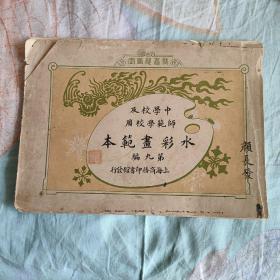 中學校及
師範學校用
水彩畫範本
第九編
上海商務印書館發行